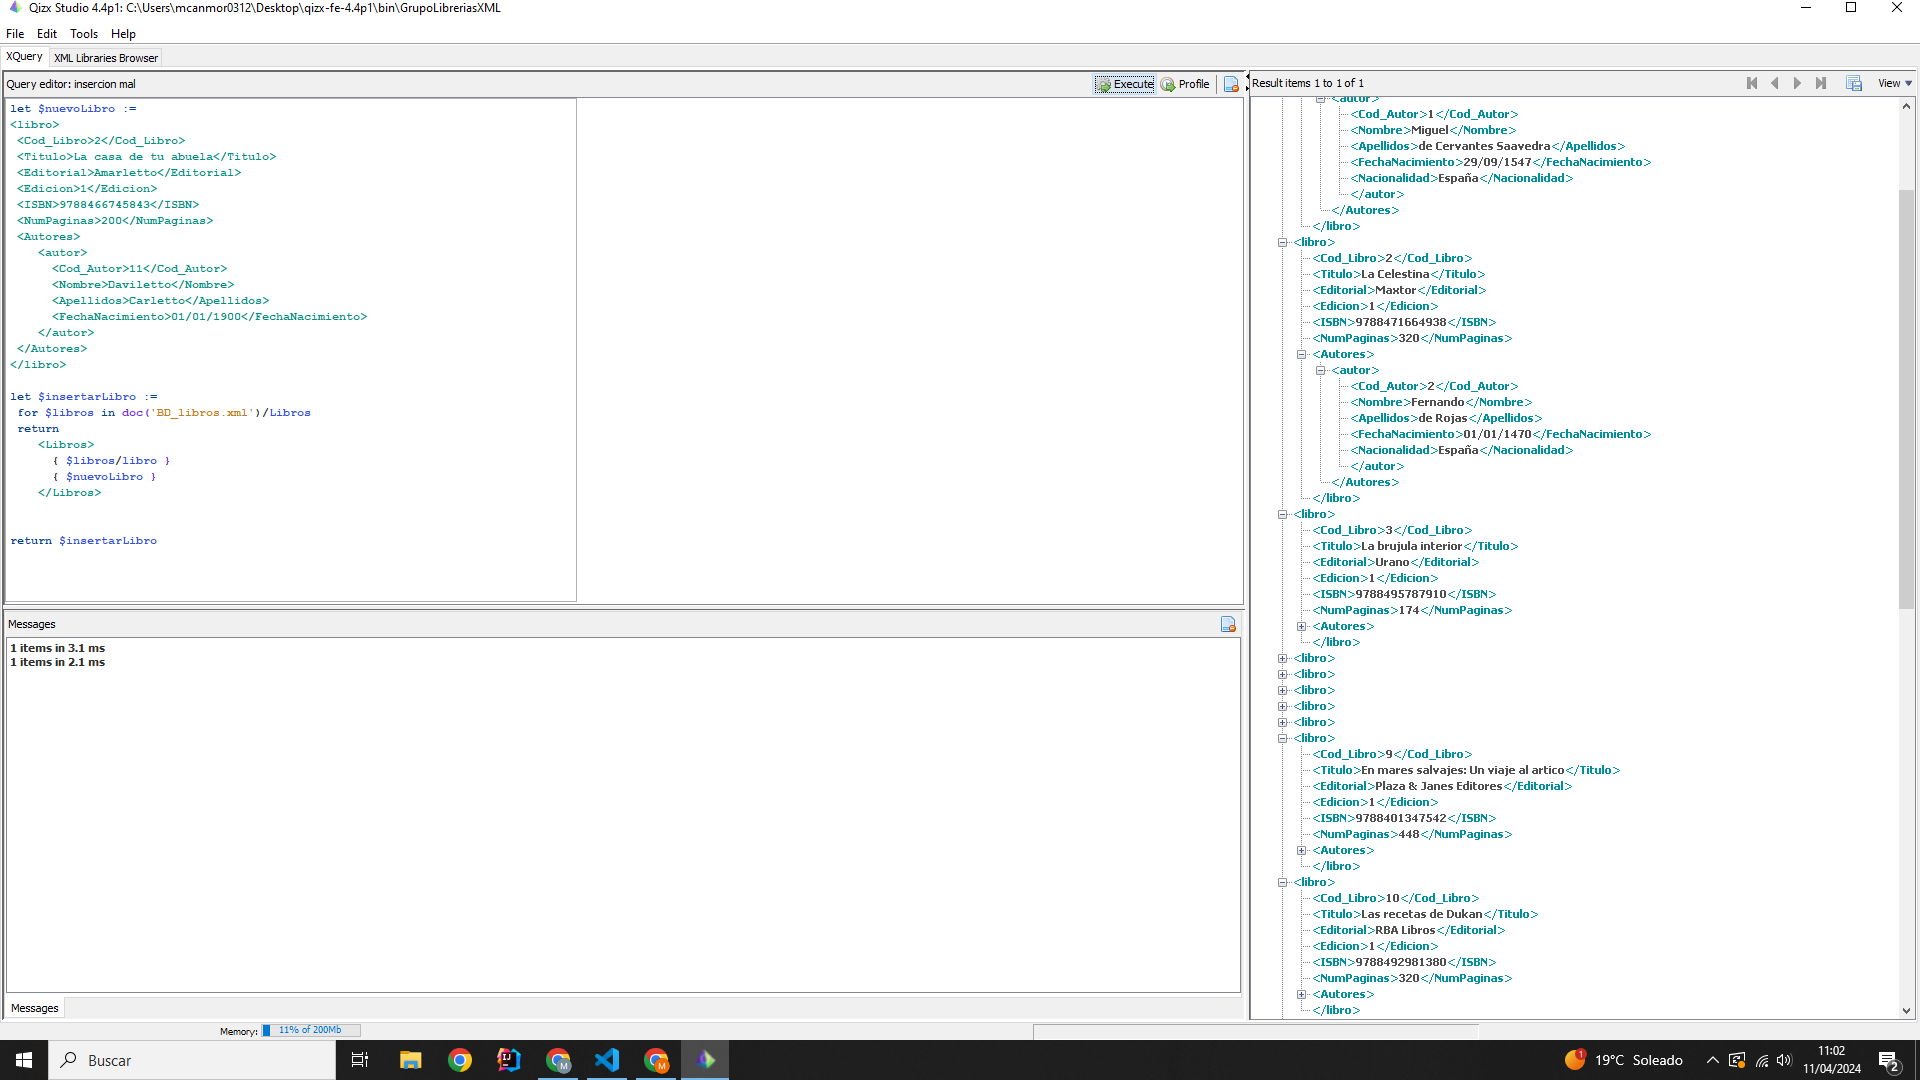 Qizx Studio 4.4p1: C:\Users\mcanmor0312\Desktop\qizx-fe-4.4p1\bin\GrupoLibreriasXML
File Edit Tools Help
XQuery XML Libraries Browser
Query editor: insercion mal Execute Profile
let $nuevoLibro :=
<libro>
<Cod_Libro>2</Cod_Libro>
<Titulo>La casa de tu abuela</Titulo>
<Editorial>Amarletto</Editorial>
<Edicion>1</Edicion>
<ISBN>9788466745843</ISBN>
<NumPaginas>200</NumPaginas>
<Autores>
<autor>
<Cod_Autor>11</Cod_Autor>
<Nombre>Daviletto</Nombre>
<Apellidos>Carletto</Apellidos>
<FechaNacimiento>01/01/1900</FechaNacimiento>
</autor>
</Autores>
</libro>
let $insertarLibro :=
for $libros in doc('BD_libros.xml')/Libros
return
<Libros>
{ $libros/libro }
{ $nuevoLibro }
</Libros>
return $insertarLibro
Messages
1 items in 3.1 ms
1 items in 2.1 ms
Messages
Memory: 11% of 200Mb
Result items 1 to 1 of 1 View
<autor>
<Cod_Autor>1</Cod_Autor>
<Nombre>Miguel</Nombre>
<Apellidos>de Cervantes Saavedra</Apellidos>
<FechaNacimiento>29/09/1547</FechaNacimiento>
<Nacionalidad>España</Nacionalidad>
</autor>
</Autores>
</libro>
<libro>
<Cod_Libro>2</Cod_Libro>
<Titulo>La Celestina</Titulo>
<Editorial>Maxtor</Editorial>
<Edicion>1</Edicion>
<ISBN>9788471664938</ISBN>
<NumPaginas>320</NumPaginas>
<Autores>
<autor>
<Cod_Autor>2</Cod_Autor>
<Nombre>Fernando</Nombre>
<Apellidos>de Rojas</Apellidos>
<FechaNacimiento>01/01/1470</FechaNacimiento>
<Nacionalidad>España</Nacionalidad>
</autor>
</Autores>
</libro>
<libro>
<Cod_Libro>3</Cod_Libro>
<Titulo>La brujula interior</Titulo>
<Editorial>Urano</Editorial>
<Edicion>1</Edicion>
<ISBN>9788495787910</ISBN>
<NumPaginas>174</NumPaginas>
<Autores>
</libro>
<libro>
<libro>
<libro>
<libro>
<libro>
<libro>
<Cod_Libro>9</Cod_Libro>
<Titulo>En mares salvajes: Un viaje al artico</Titulo>
<Editorial>Plaza & Janes Editores</Editorial>
<Edicion>1</Edicion>
<ISBN>9788401347542</ISBN>
<NumPaginas>448</NumPaginas>
<Autores>
</libro>
<libro>
<Cod_Libro>10</Cod_Libro>
<Titulo>Las recetas de Dukan</Titulo>
<Editorial>RBA Libros</Editorial>
<Edicion>1</Edicion>
<ISBN>9788492981380</ISBN>
<NumPaginas>320</NumPaginas>
<Autores>
</libro>
Buscar
M
M
1
19°C Soleado
11:02
11/04/2024
2